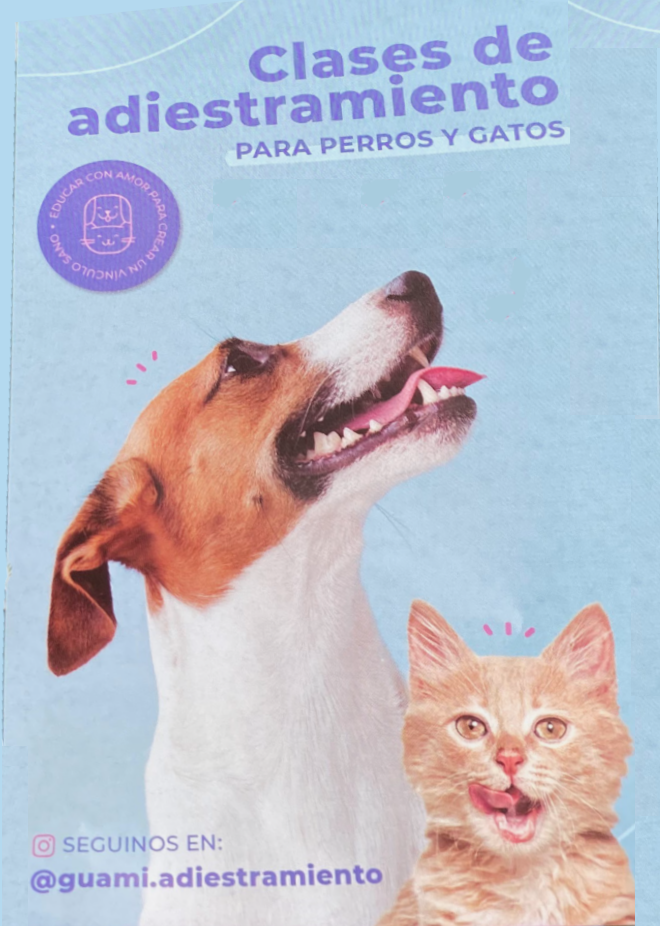 Clases de
adiestramiento
PARA PERROS Y GATOS
EDUCAR CON AMOR PARA CREAR UN VÍNCULO SANO •
SEGUINOS EN:
@guami.adiestramiento